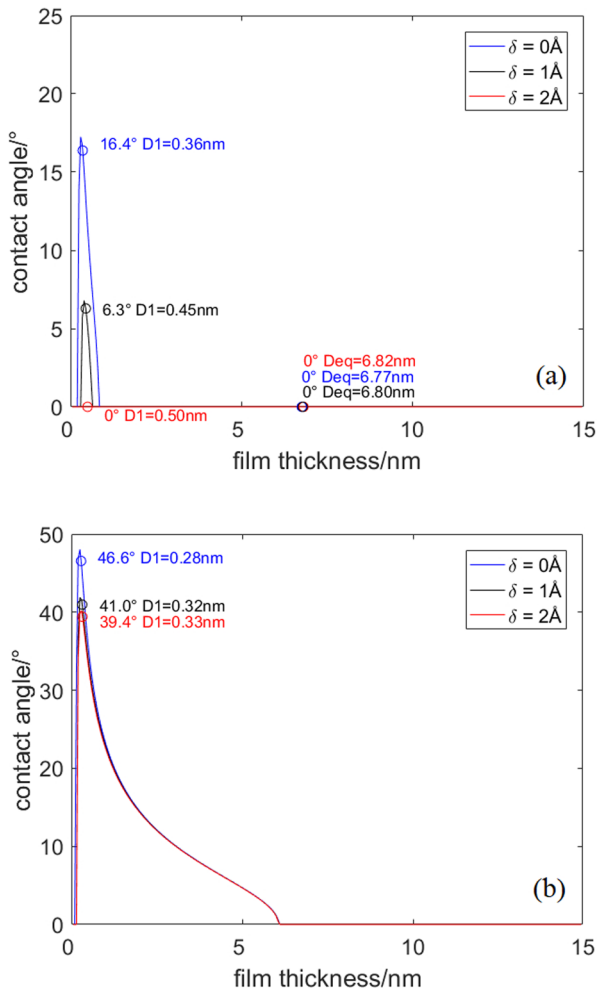 25
20
15
10
5
0
contact angle/°
δ = 0Å
δ = 1Å
δ = 2Å
16.4° D1=0.36nm
6.3° D1=0.45nm
0° D1=0.50nm
0° Deq=6.82nm
0° Deq=6.77nm
0° Deq=6.80nm
(a)
0 5 10 15
film thickness/nm
50
40
30
20
10
0
contact angle/°
δ = 0Å
δ = 1Å
δ = 2Å
46.6° D1=0.28nm
41.0° D1=0.32nm
39.4° D1=0.33nm
(b)
0 5 10 15
film thickness/nm